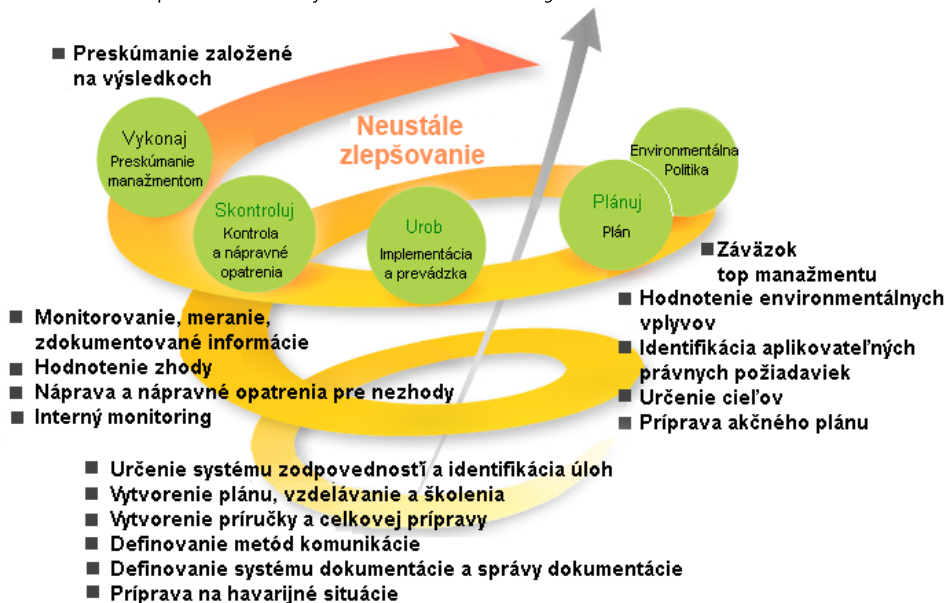 ■ Preskúmanie založené
na výsledkoch
Neustále
zlepšovanie
Vykonaj
Preskúmanie
manažmentom
Skontroluj
Kontrola
a nápravné
opatrenia
Urob
Implementácia
a prevádzka
Plánuj
Plán
Environmentálna
Politika
■ Záväzok
top manažmentu
■ Hodnotenie environmentálnych
vplyvov
■ Identifikácia aplikovateľných
právnych požiadaviek
■ Určenie cieľov
■ Príprava akčného plánu
■ Monitorovanie, meranie,
zdokumentované informácie
■ Hodnotenie zhody
■ Náprava a nápravné opatrenia pre nezhody
■ Interný monitoring
■ Určenie systému zodpovedností a identifikácia úloh
■ Vytvorenie plánu, vzdelávanie a školenia
■ Vytvorenie príručky a celkovej prípravy
■ Definovanie metód komunikácie
■ Definovanie systému dokumentácie a správy dokumentácie
■ Príprava na havarijné situácie